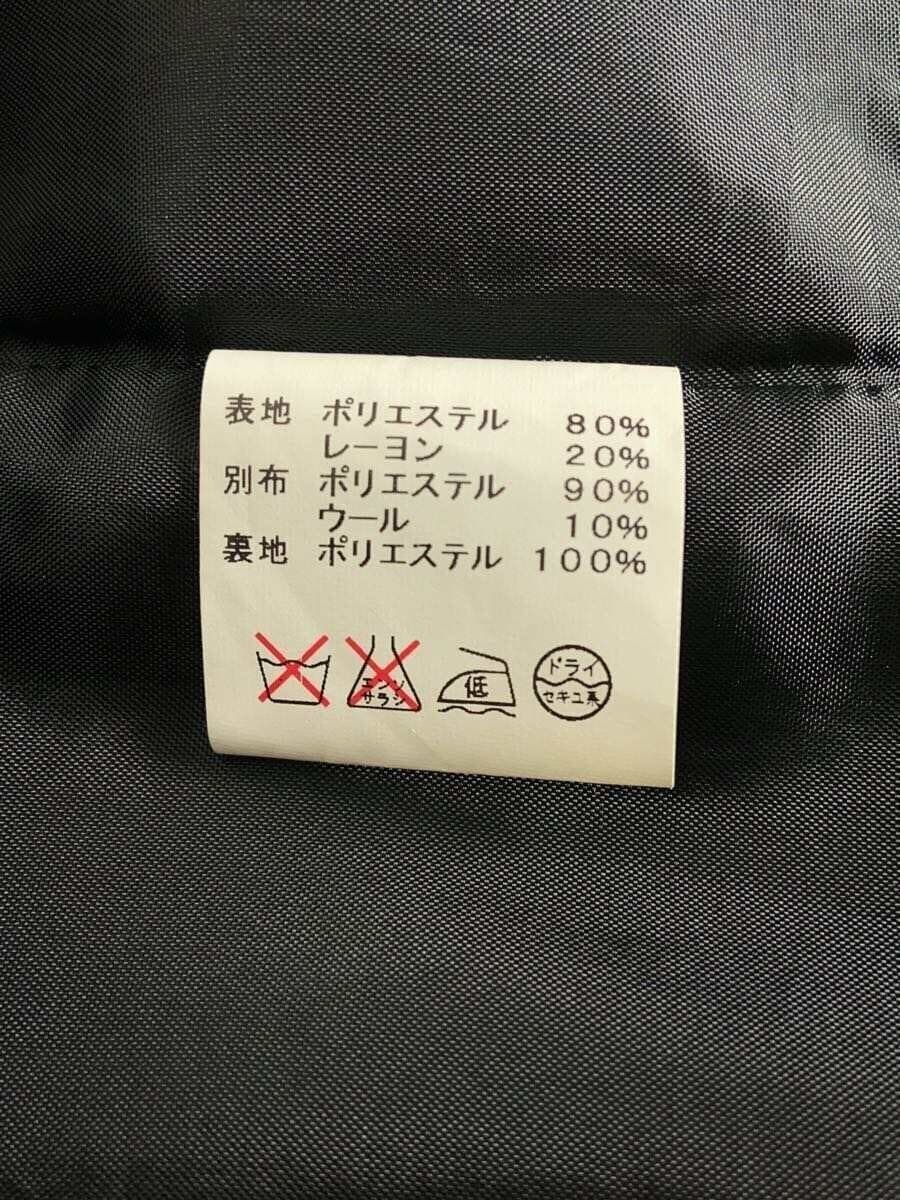 表地 ポリエステル 80%
レーヨン 20%
別布 ポリエステル 90%
ウール 10%
裏地 ポリエステル 100%
エンソ
サラシ
低
ドライ
セキユ系